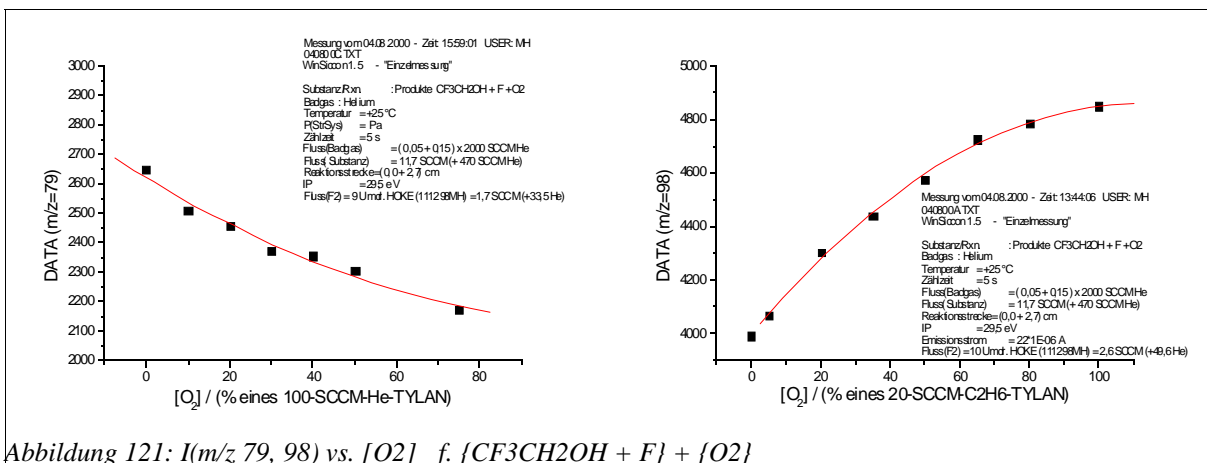 Messung vom 04.08.2000 - Zeit: 15:59:01 USER: MH
040800C.TXT
WinSiccon1.5 - "Einzelmessung"
Substanz/Rxn. : Produkte CF3CH2OH + F +O2
Badgas : Helium
Temperatur =+25°C
P(StrSys) = Pa
Zählzeit =5 s
Fluss(Badgas) =(0,05+0,15) x 2000 SCCM He
Fluss(Substanz) = 11,7 SCCM (+ 470 SCCM He)
Reaktionsstrecke=(0,0+2,7) cm
IP =29,5 eV
Fluss(F2) = 9 Umdr. HOKE (111298MH) =1,7 SCCM (+33,5 He)
3000
2900
2800
2700
2600
2500
2400
2300
2200
2100
2000
DATA (m/z=79)
0
20
40
60
80
[O2] / (% eines 100-SCCM-He-TYLAN)
5000
4800
4600
4400
4200
4000
DATA (m/z=98)
Messung vom 04.08.2000 - Zeit: 13:44:06 USER: MH
040800A.TXT
WinSiccon1.5 - "Einzelmessung"
Substanz/Rxn. : Produkte CF3CH2OH + F +O2
Badgas : Helium
Temperatur =+25°C
Zählzeit =5 s
Fluss(Badgas) =(0,05+0,15) x 2000 SCCM He
Fluss(Substanz) = 11,7 SCCM (+ 470 SCCM He)
Reaktionsstrecke=(0,0+2,7) cm
IP =29,5 eV
Emissionsstrom = 22*1E-06 A
Fluss(F2) = 10 Umdr. HOKE (111298MH) =2,6 SCCM (+49,6 He)
0
20
40
60
80
100
[O2] / (% eines 20-SCCM-C2H6-TYLAN)
Abbildung 121: I(m/z 79, 98) vs. [O2] f. {CF3CH2OH + F} + {O2}